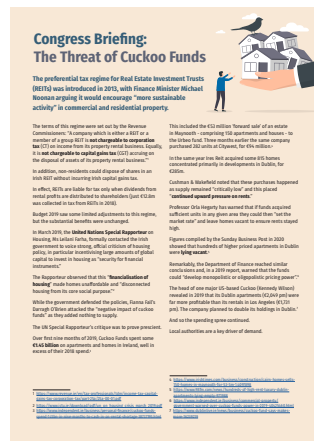 Congress Briefing:
The Threat of Cuckoo Funds
The preferential tax regime for Real Estate Investment Trusts
(REITs) was introduced in 2013, with Finance Minister Michael
Noonan arguing it would encourage "more sustainable
activity" in commercial and residential property.
The terms of this regime were set out by the Revenue
Commissioners: "A company which is either a REIT or a
member of a group REIT is not chargeable to corporation
tax (CT) on income from its property rental business. Equally,
it is not chargeable to capital gains tax (CGT) accruing on
the disposal of assets of its property rental business."¹
In addition, non-residents could dispose of shares in an
Irish REIT without incurring Irish capital gains tax.
In effect, REITs are liable for tax only when dividends from
rental profits are distributed to shareholders (just €12.8m
was collected in tax from REITs in 2018).
Budget 2019 saw some limited adjustments to this regime,
but the substantial benefits were unchanged.
In March 2019, the United Nations Special Rapporteur on
Housing, Ms Leilani Farha, formally contacted the Irish
government to voice strong, official criticism of housing
policy, in particular incentivising large amounts of global
capital to invest in housing as "security for financial
instruments."
The Rapporteur observed that this "financialisation of
housing" made homes unaffordable and "disconnected
housing from its core social purpose."²
While the government defended the policies, Fianna Fáil's
Darragh O'Brien attacked the "negative impact of cuckoo
funds" as they added nothing to supply.
The UN Special Rapporteur's critique was to prove prescient.
Over first nine months of 2019, Cuckoo Funds spent some
€1.45 billion on apartments and homes in Ireland, well in
excess of their 2018 spend.³
This included the €53 million 'forward sale' of an estate
in Maynooth - comprising 150 apartments and houses - to
the Urbeo fund. Three months earlier the same company
purchased 282 units at Citywest, for €94 million.⁴
In the same year Ires Reit acquired some 815 homes
concentrated primarily in developments in Dublin, for
€285m.
Cushman & Wakefield noted that these purchases happened
as supply remained "critically low" and this placed
"continued upward pressure on rents."
Professor Orla Hegarty has warned that if funds acquired
sufficient units in any given area they could then "set the
market rate" and leave homes vacant to ensure rents stayed
high.
Figures compiled by the Sunday Business Post in 2020
showed that hundreds of higher priced apartments in Dublin
were lying vacant.⁵
Remarkably, the Department of Finance reached similar
conclusions and, in a 2019 report, warned that the funds
could "develop monopolistic or oligopolistic pricing power".⁶
The head of one major US-based Cuckoo (Kennedy Wilson)
revealed in 2019 that its Dublin apartments (€2,049 pm) were
far more profitable than its rentals in Los Angeles ($1,731
pm). The company planned to double its holdings in Dublin.⁷
And so the spending spree continued.
Local authorities are a key driver of demand.